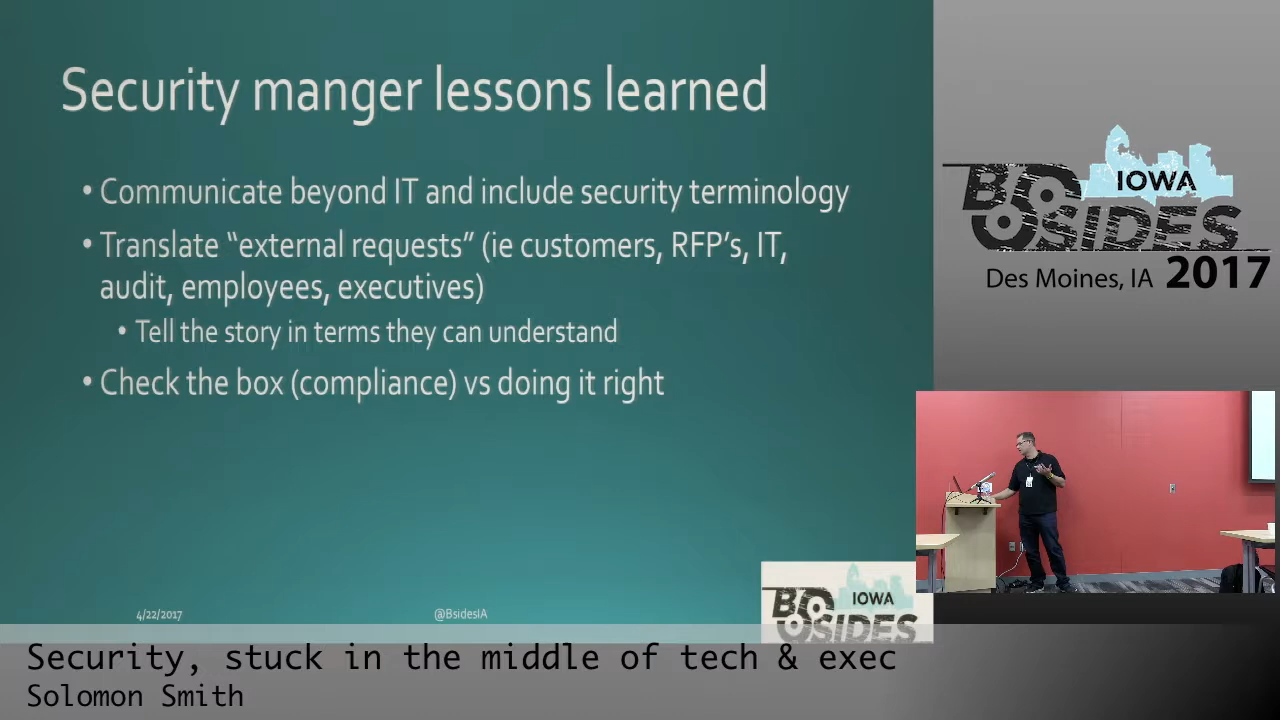 Security manger lessons learned
• Communicate beyond IT and include security terminology
• Translate “external requests” (ie customers, RFP’s, IT,
audit, employees, executives)
• Tell the story in terms they can understand
• Check the box (compliance) vs doing it right
4/22/2017
@BsidesIA
IOWA
BSIDES
IOWA
BSIDES
Des Moines, IA 2017
Security, stuck in the middle of tech & exec
Solomon Smith